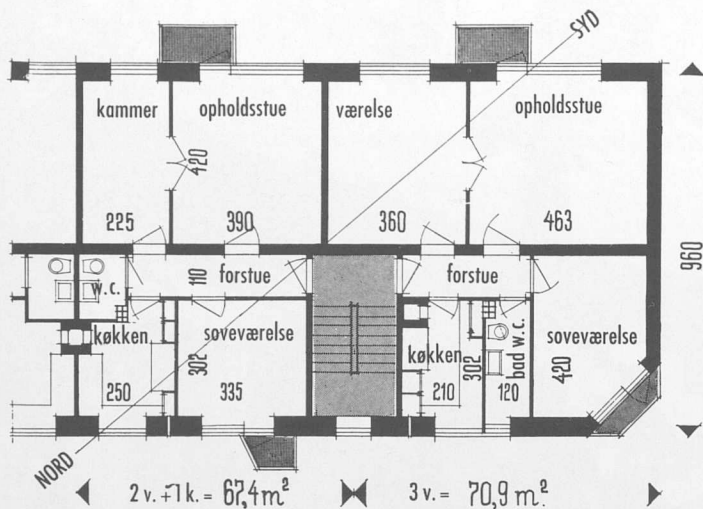 SYD
kammer
opholdsstue
værelse
opholdsstue
420
225
390
360
463
960
w.c.
110
forstue
forstue
køkken
302
soveværelse
køkken
302
bad w.c.
soveværelse
420
250
335
210
120
NORD
2 v. + 1 k. = 67,4 m²
3 v. = 70,9 m²